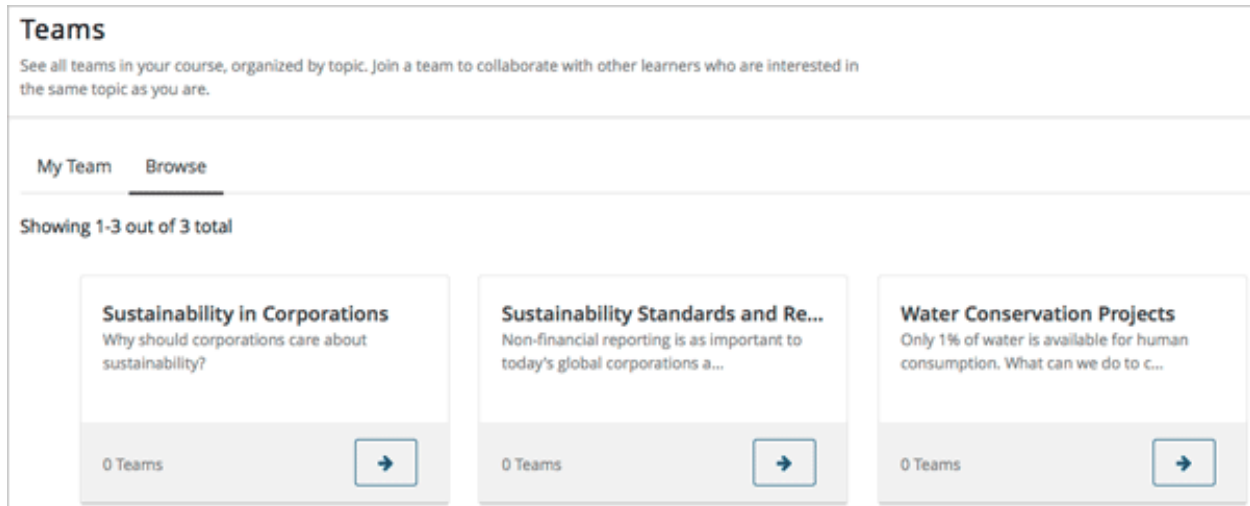 Teams
See all teams in your course, organized by topic. Join a team to collaborate with other learners who are interested in
the same topic as you are.
My Team Browse
Showing 1-3 out of 3 total
Sustainability in Corporations
Why should corporations care about
sustainability?
0 Teams
Sustainability Standards and Re...
Non-financial reporting is as important to
today's global corporations a...
0 Teams
Water Conservation Projects
Only 1% of water is available for human
consumption. What can we do to c...
0 Teams